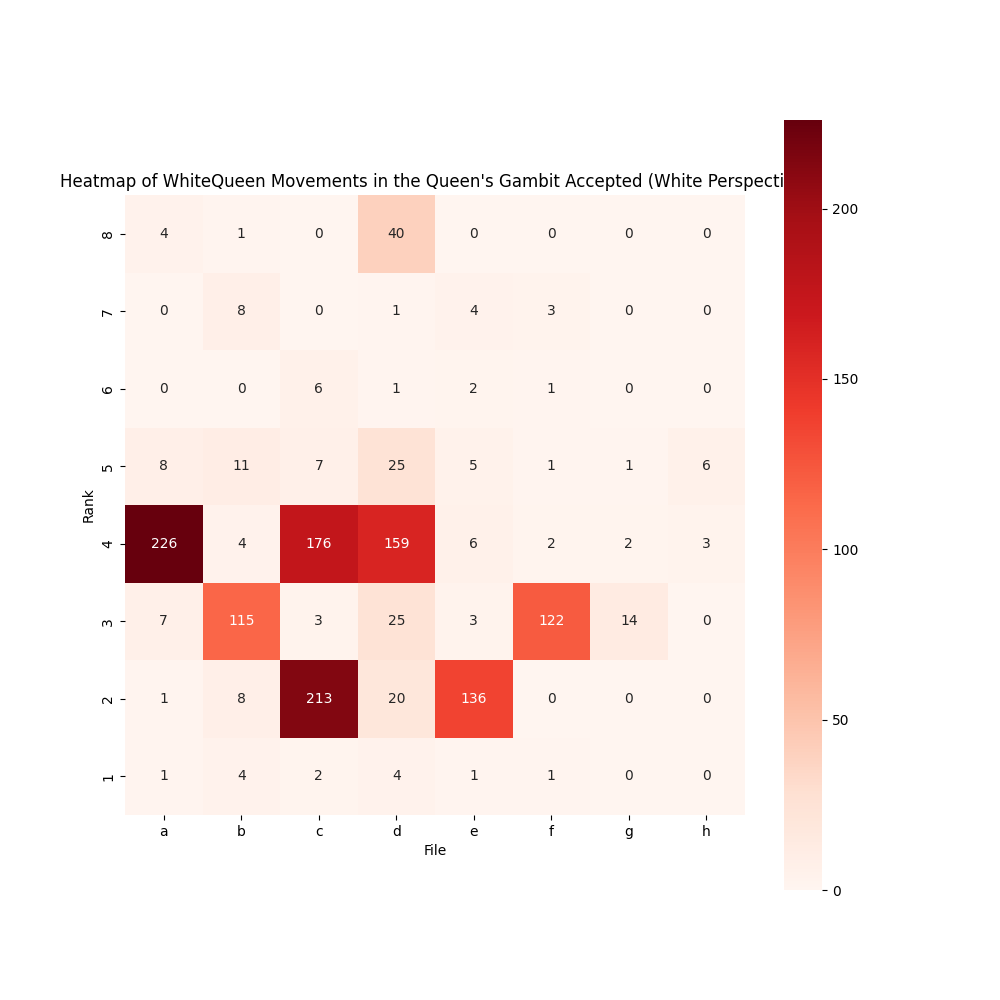 Heatmap of WhiteQueen Movements in the Queen's Gambit Accepted (White Perspecti
8 4 1 0 40 0 0 0 0
7 0 8 0 1 4 3 0 0
6 0 0 6 1 2 1 0 0
5 8 11 7 25 5 1 1 6
4 226 4 176 159 6 2 2 3
3 7 115 3 25 3 122 14 0
2 1 8 213 20 136 0 0 0
1 1 4 2 4 1 1 0 0
a b c d e f g h
File
Rank
200
150
100
50
0